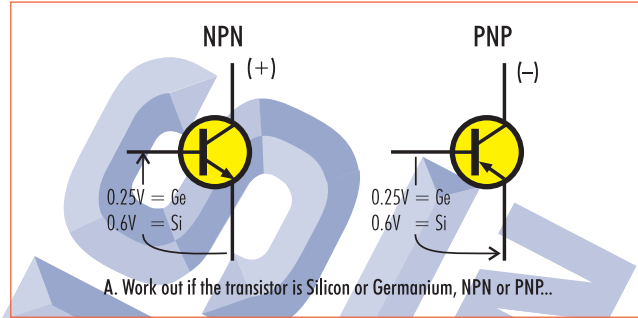 NPN
PNP
(+)
(–)
0.25V = Ge
0.6V = Si
0.25V = Ge
0.6V = Si
A. Work out if the transistor is Silicon or Germanium, NPN or PNP...